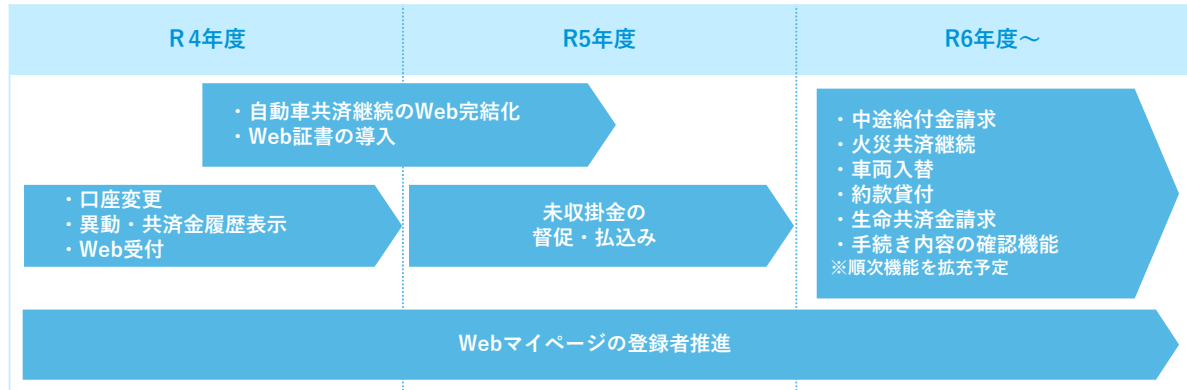 R4年度
R5年度
R6年度～
・自動車共済継続のWeb完結化
・Web証書の導入
・口座変更
・異動・共済金履歴表示
・Web受付
未収掛金の
督促・払込み
・中途給付金請求
・火災共済継続
・車両入替
・約款貸付
・生命共済金請求
・手続き内容の確認機能
※順次機能を拡充予定
Webマイページの登録者推進